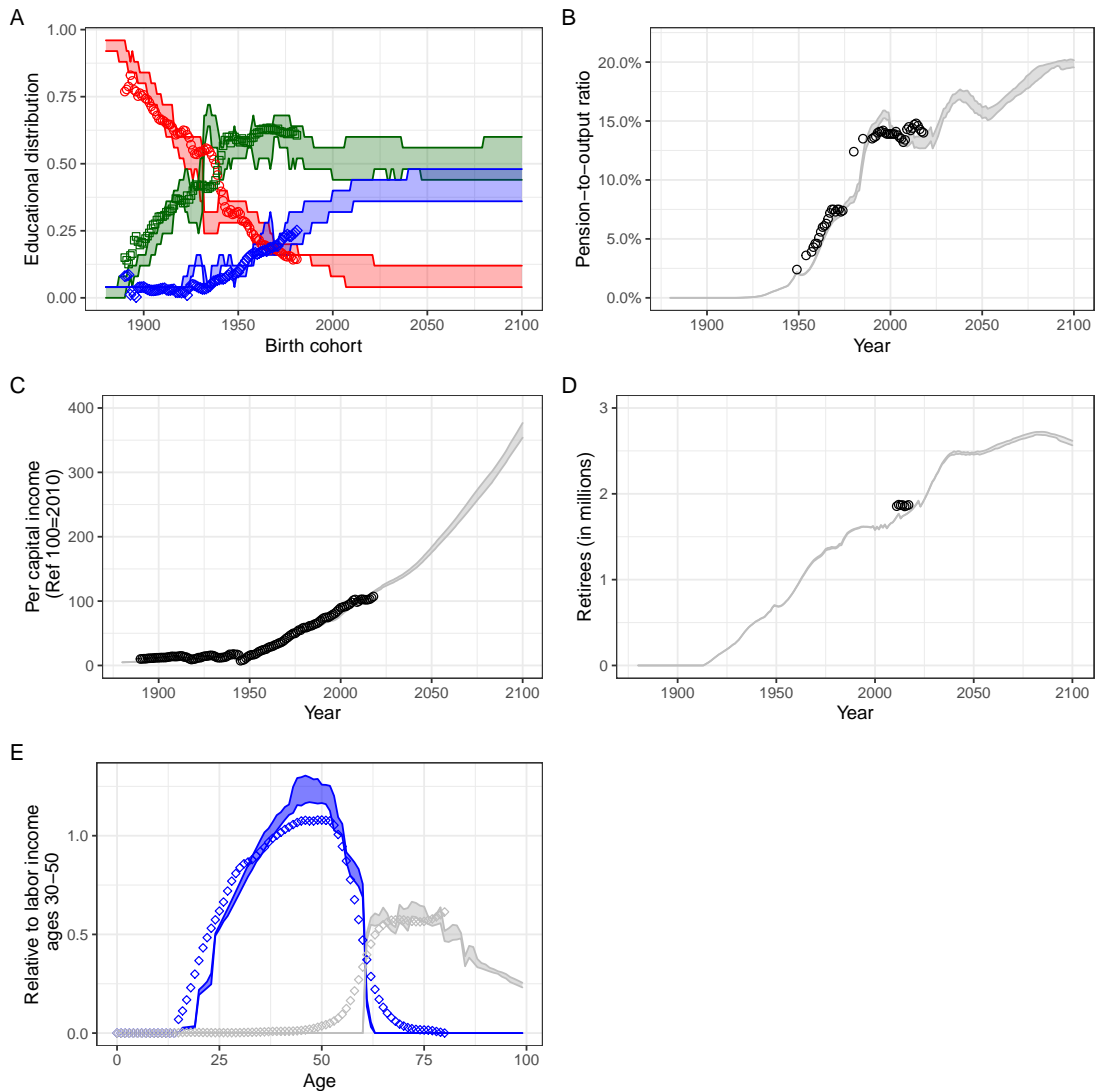 A
Educational distribution
1.00
0.75
0.50
0.25
0.00
1900 1950 2000 2050 2100
Birth cohort
B
Pension−to−output ratio
20.0%
15.0%
10.0%
5.0%
0.0%
1900 1950 2000 2050 2100
Year
C
Per capital income
(Ref 100=2010)
400
300
200
100
0
1900 1950 2000 2050 2100
Year
D
Retirees (in millions)
3
2
1
0
1900 1950 2000 2050 2100
Year
E
Relative to labor income
ages 30−50
1.0
0.5
0.0
0 25 50 75 100
Age